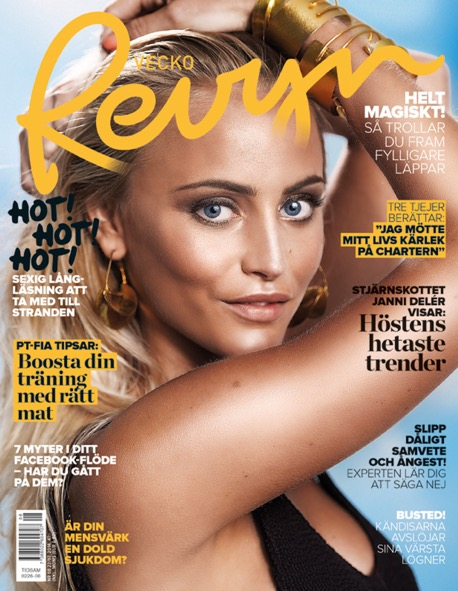 VECKO
Revyn
HELT
MAGISKT!
SÅ TROLLAR
DU FRAM
FYLLIGARE
LÄPPAR
HOT!
HOT!
HOT!
SEXIG LÅNG-
LÄSNING ATT
TA MED TILL
STRANDEN
TRE TJEJER
BERÄTTAR:
"JAG MÖTTE
MITT LIVS KÄRLEK
PÅ CHARTERN"
STJÄRNSKOTTET
JANNI DELÉR
VISAR:
Höstens
hetaste
trender
PT-FIA TIPSAR:
Boosta din
träning
med rätt
mat
7 MYTER I DITT
FACEBOOK-FLÖDE
– HAR DU GÅTT
PÅ DEM?
SLIPP
DÅLIGT
SAMVETE
OCH ÅNGEST!
EXPERTEN LÄR DIG
ATT SÄGA NEJ
ÄR DIN
MENSVÄRK
EN DOLD
SJUKDOM?
BUSTED!
KÄNDISARNA
AVSLÖJAR
SINA VÄRSTA
LÖGNER
TIDSAM
0226-08